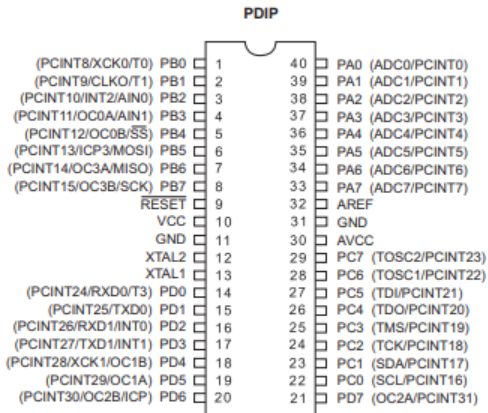 PDIP
(PCINT8/XCK0/T0) PB0 1 40 PA0 (ADC0/PCINT0)
(PCINT9/CLKO/T1) PB1 2 39 PA1 (ADC1/PCINT1)
(PCINT10/INT2/AIN0) PB2 3 38 PA2 (ADC2/PCINT2)
(PCINT11/OC0A/AIN1) PB3 4 37 PA3 (ADC3/PCINT3)
(PCINT12/OC0B/SS) PB4 5 36 PA4 (ADC4/PCINT4)
(PCINT13/ICP3/MOSI) PB5 6 35 PA5 (ADC5/PCINT5)
(PCINT14/OC3A/MISO) PB6 7 34 PA6 (ADC6/PCINT6)
(PCINT15/OC3B/SCK) PB7 8 33 PA7 (ADC7/PCINT7)
RESET 9 32 AREF
VCC 10 31 GND
GND 11 30 AVCC
XTAL2 12 29 PC7 (TOSC2/PCINT23)
XTAL1 13 28 PC6 (TOSC1/PCINT22)
(PCINT24/RXD0/T3) PD0 14 27 PC5 (TDI/PCINT21)
(PCINT25/TXD0) PD1 15 26 PC4 (TDO/PCINT20)
(PCINT26/RXD1/INT0) PD2 16 25 PC3 (TMS/PCINT19)
(PCINT27/TXD1/INT1) PD3 17 24 PC2 (TCK/PCINT18)
(PCINT28/XCK1/OC1B) PD4 18 23 PC1 (SDA/PCINT17)
(PCINT29/OC1A) PD5 19 22 PC0 (SCL/PCINT16)
(PCINT30/OC2B/ICP) PD6 20 21 PD7 (OC2A/PCINT31)